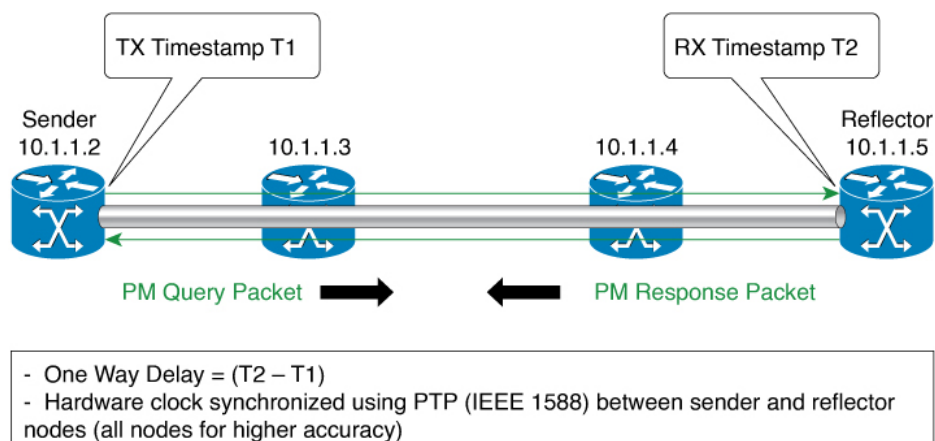 TX Timestamp T1
RX Timestamp T2
Sender
10.1.1.2
10.1.1.3
10.1.1.4
Reflector
10.1.1.5
PM Query Packet
PM Response Packet
- One Way Delay = (T2 – T1)
- Hardware clock synchronized using PTP (IEEE 1588) between sender and reflector
nodes (all nodes for higher accuracy)